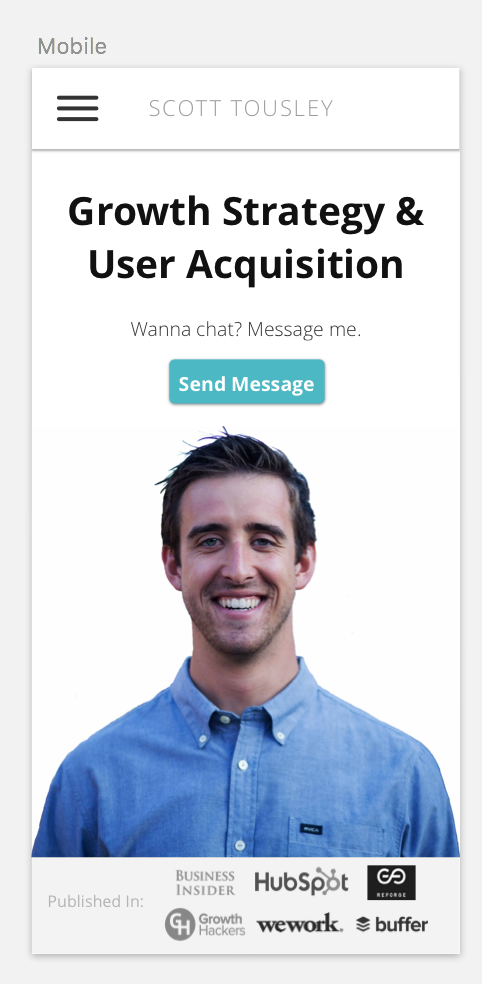 Mobile
SCOTT TOUSLEY
Growth Strategy &
User Acquisition
Wanna chat? Message me.
Send Message
RVCA
Published In:
BUSINESS
INSIDER
HubSpot
REFORGE
GH Growth
Hackers
wework.
buffer